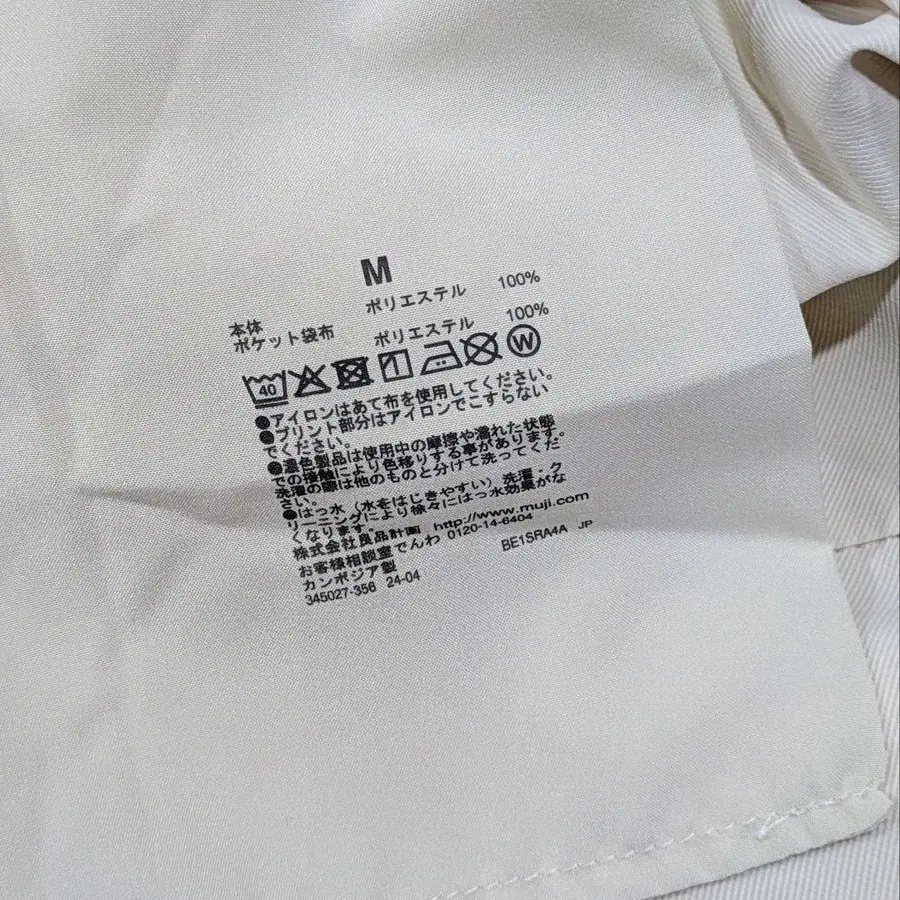 M
本体 ポリエステル 100%
ポケット袋布 ポリエステル 100%
40 W
●アイロンはあて布を使用してください。
●プリント部分はアイロンでこすらない
でください。
●濃色製品は使用中の摩擦や濡れた状態
での接触により色移りする事があります。
洗濯の際は他のものと分けて洗ってくだ
さい。
●はっ水（水をはじきやすい）洗濯・ク
リーニングにより徐々にはっ水効果がな
くなります。
株式会社良品計画 http://www.muji.com
お客様相談室でんわ 0120-14-6404
カンボジア製 BE1SRA4A JP
345027-356 24-04